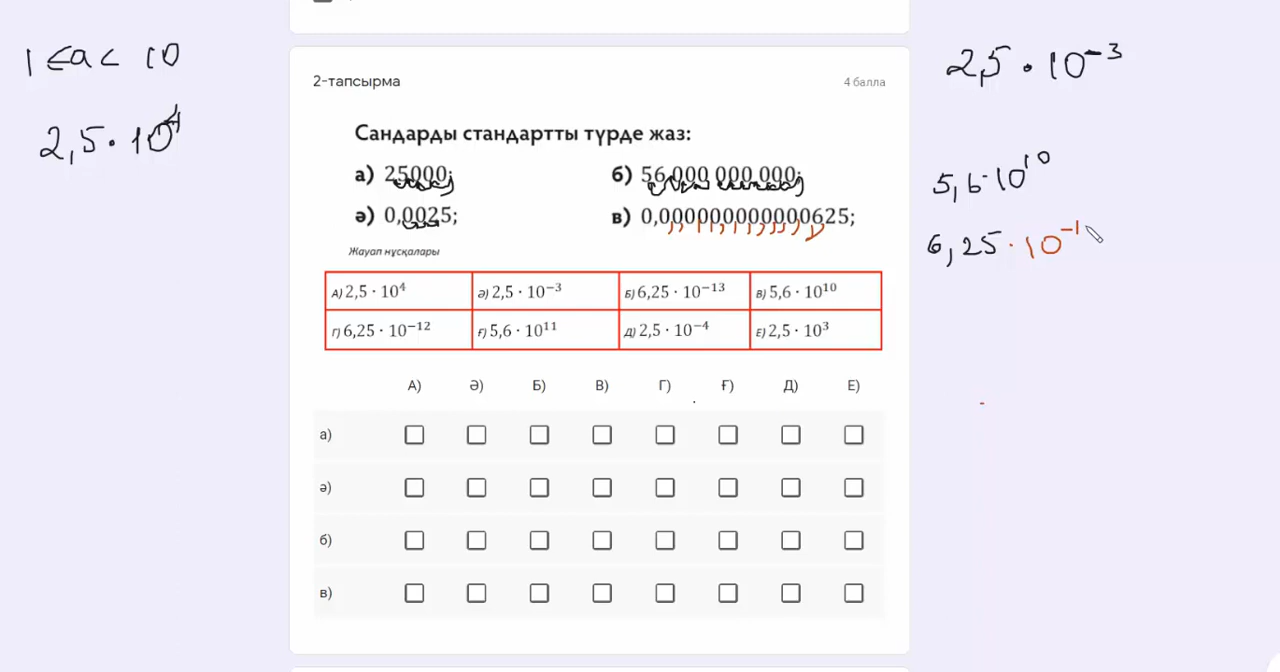 1≤a< 10
2,5·10⁴
2-тапсырма
4 балла
Сандарды стандартты түрде жаз:
а) 25000;
б) 56 000 000 000;
ә) 0,0025;
в) 0,000000000000625;
Жауап нұсқалары
А) 2,5 · 10⁴ Ә) 2,5 · 10⁻³ Б) 6,25 · 10⁻¹³ В) 5,6 · 10¹⁰
Г) 6,25 · 10⁻¹² Ғ) 5,6 · 10¹¹ Д) 2,5 · 10⁻⁴ Е) 2,5 · 10³
А) Ә) Б) В) Г) Ғ) Д) Е)
а)
ә)
б)
в)
2,5 · 10⁻³
5,6·10¹⁰
6,25·10⁻¹